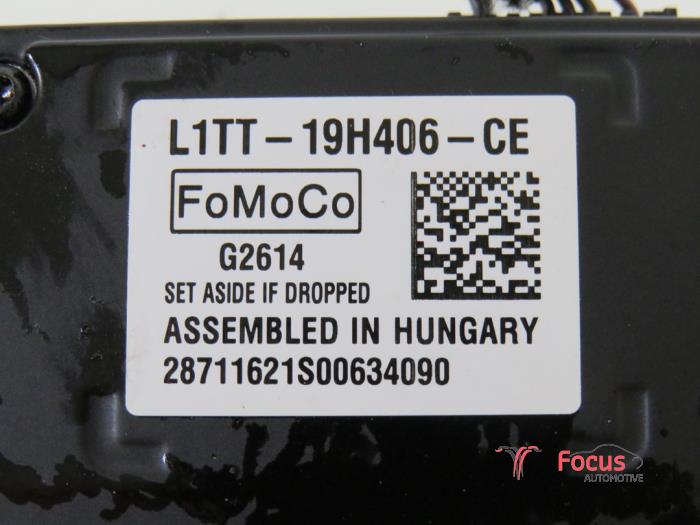 L1TT-19H406-CE
FoMoCo
G2614
SET ASIDE IF DROPPED
ASSEMBLED IN HUNGARY
28711621S00634090
Focus
AUTOMOTIVE